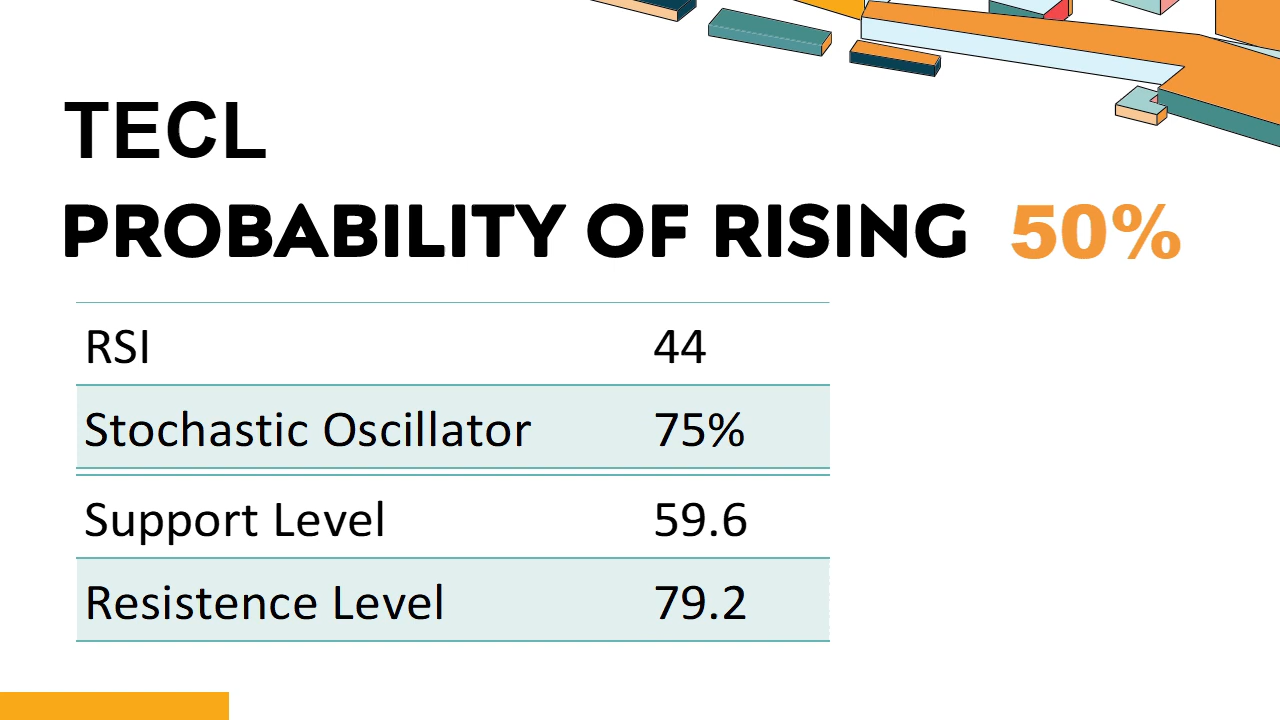 TECL
PROBABILITY OF RISING 50%
RSI 44
Stochastic Oscillator 75%
Support Level 59.6
Resistence Level 79.2